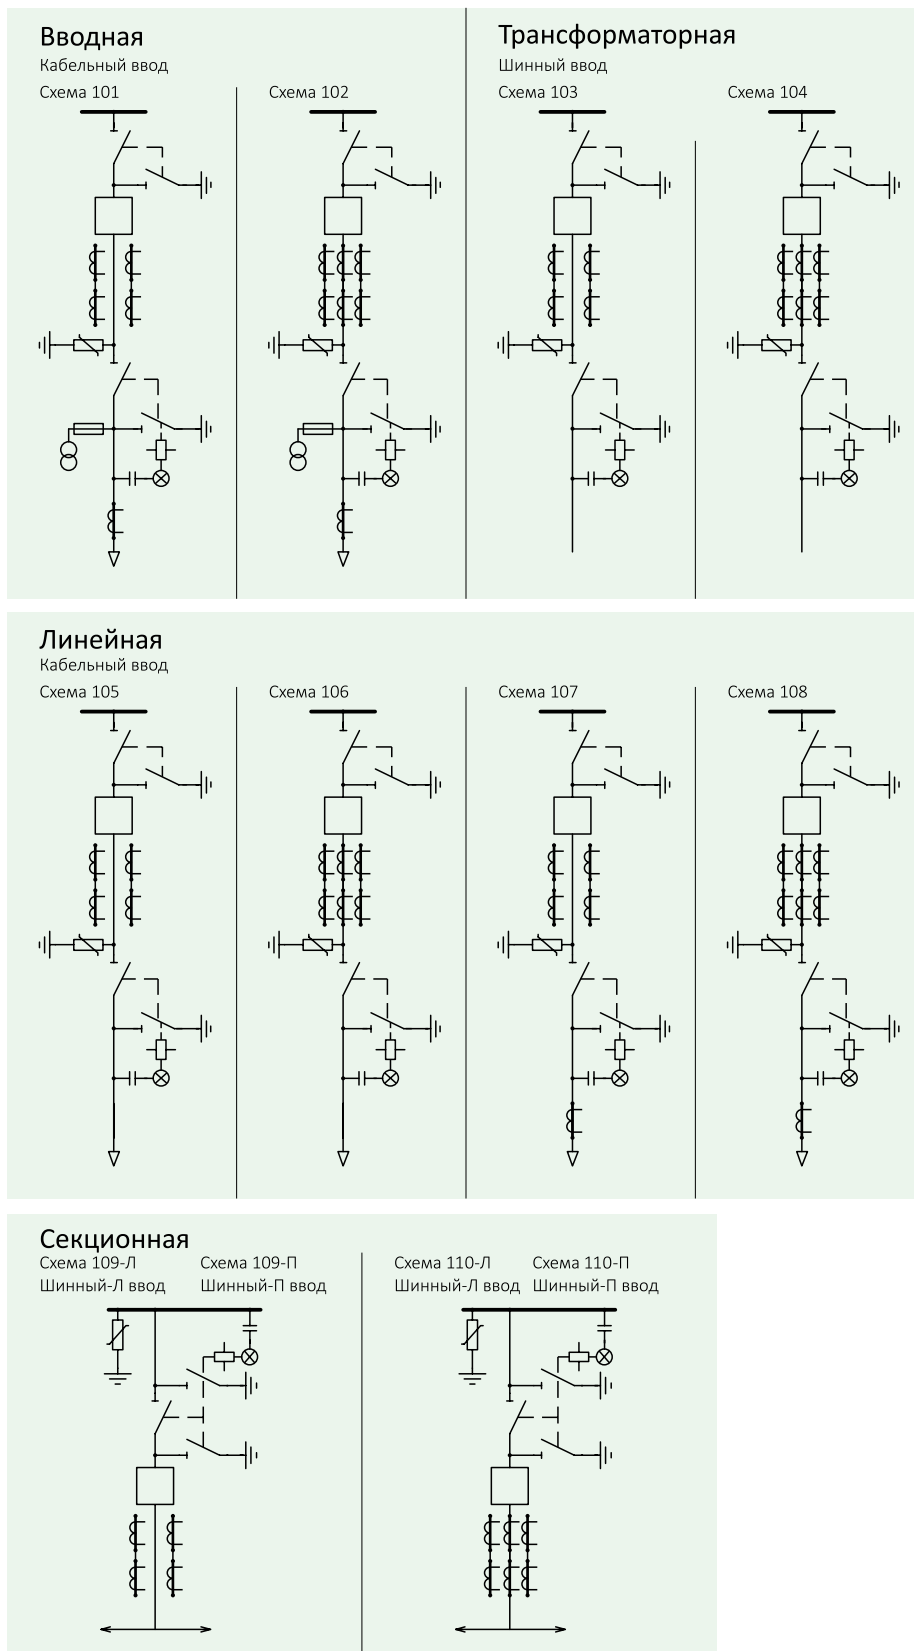 Вводная
Кабельный ввод
Схема 101
Схема 102
Трансформаторная
Шинный ввод
Схема 103
Схема 104
Линейная
Кабельный ввод
Схема 105
Схема 106
Схема 107
Схема 108
Секционная
Схема 109-Л
Шинный-Л ввод
Схема 109-П
Шинный-П ввод
Схема 110-Л
Шинный-Л ввод
Схема 110-П
Шинный-П ввод